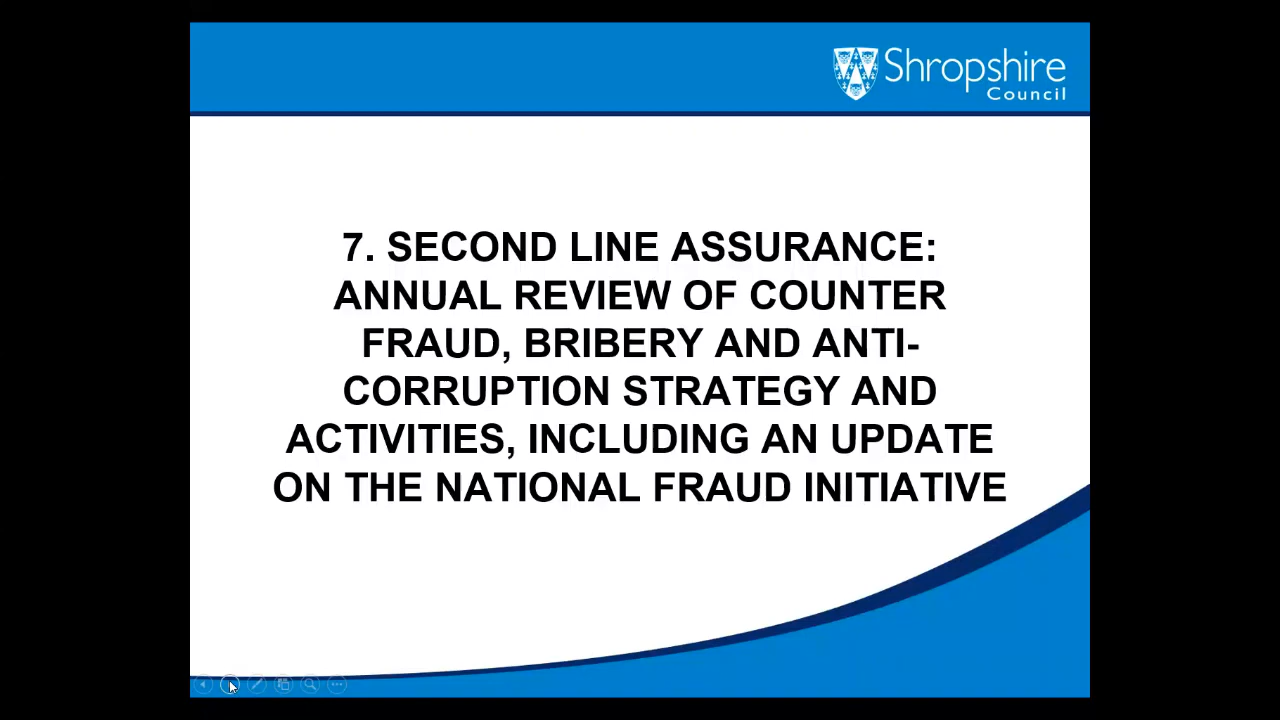 Shropshire
Council
7. SECOND LINE ASSURANCE:
ANNUAL REVIEW OF COUNTER
FRAUD, BRIBERY AND ANTI-
CORRUPTION STRATEGY AND
ACTIVITIES, INCLUDING AN UPDATE
ON THE NATIONAL FRAUD INITIATIVE